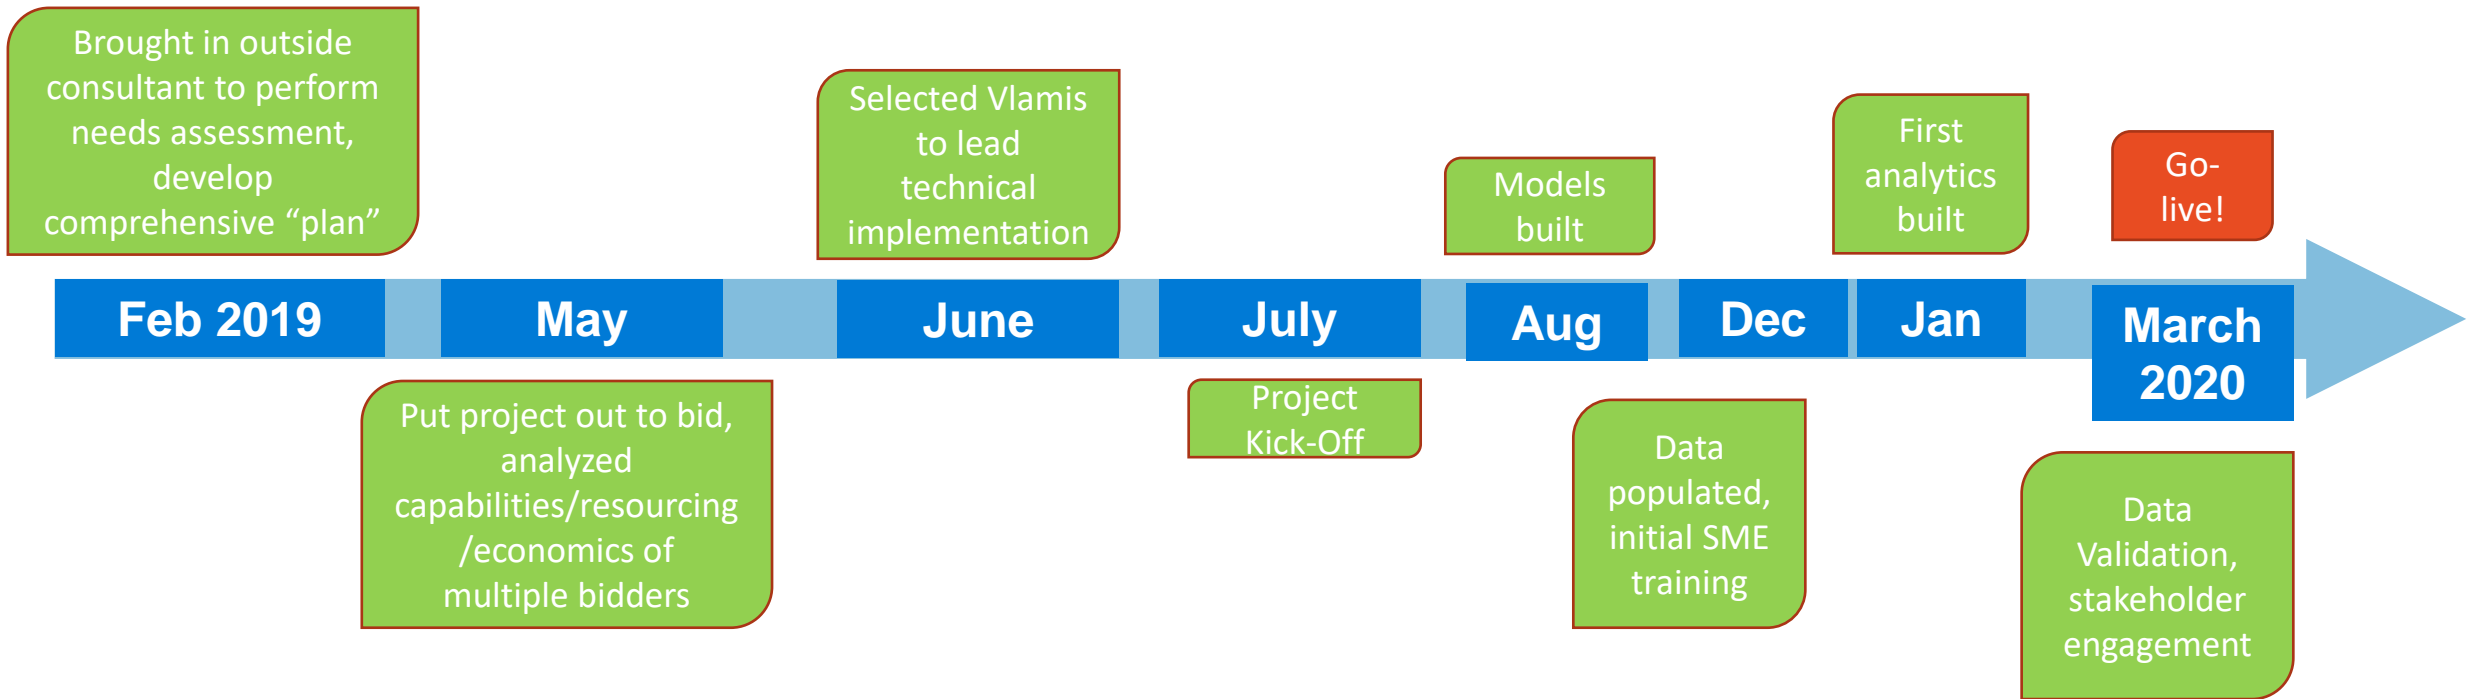 Brought in outside
consultant to perform
needs assessment,
develop
comprehensive “plan”
Selected Vlamis
to lead
technical
implementation
Models
built
First
analytics
built
Go-
live!
Feb 2019
May
June
July
Aug
Dec
Jan
March
2020
Put project out to bid,
analyzed
capabilities/resourcing
/economics of
multiple bidders
Project
Kick-Off
Data
populated,
initial SME
training
Data
Validation,
stakeholder
engagement